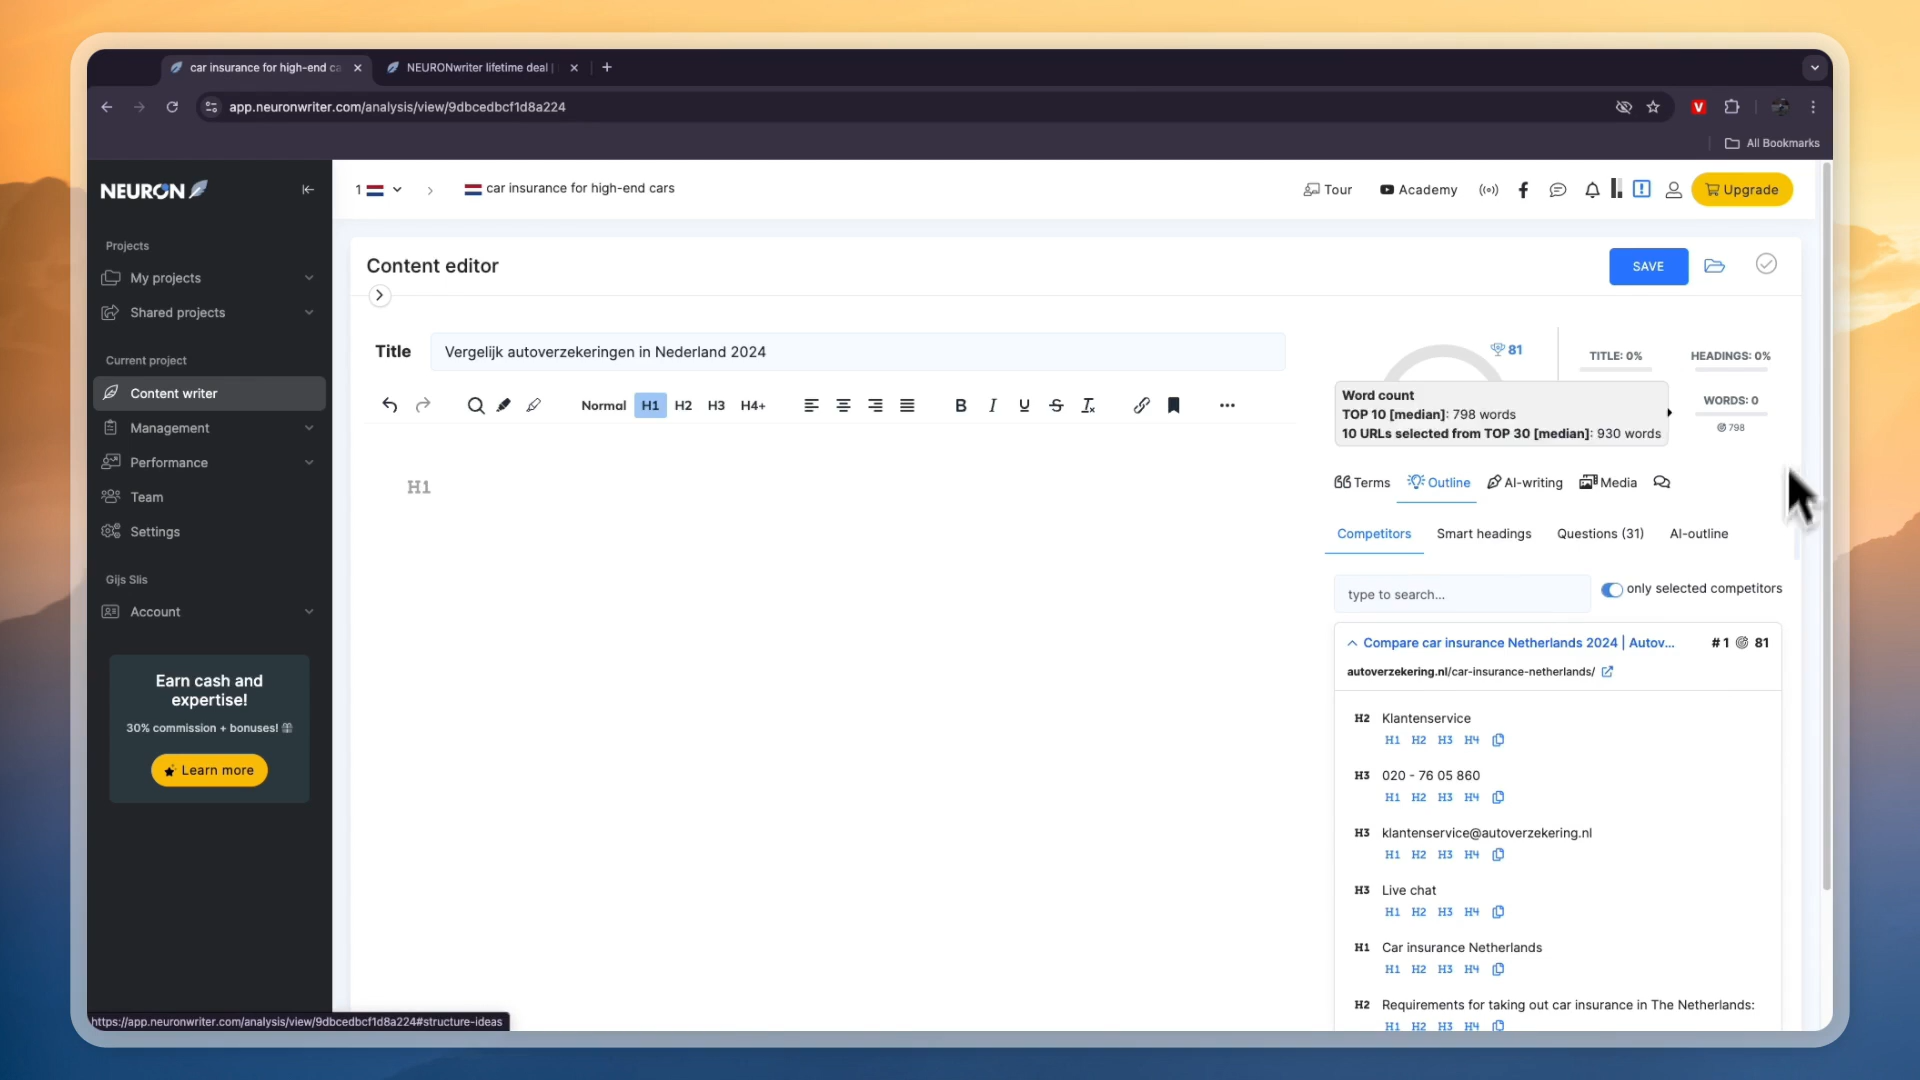 car insurance for high-end ca
NEURONwriter lifetime deal |
app.neuronwriter.com/analysis/view/9dbcedbcf1d8a224
V
All Bookmarks
NEURON
1
car insurance for high-end cars
Tour
Academy
Upgrade
Projects
My projects
Shared projects
Current project
Content writer
Management
Performance
Team
Settings
Gijs Slis
Account
Earn cash and
expertise!
30% commission + bonuses!
Learn more
Content editor
SAVE
Title
Vergelijk autoverzekeringen in Nederland 2024
Normal H1 H2 H3 H4+
B I U S
H1
81
TITLE: 0%
HEADINGS: 0%
WORDS: 0
798
Word count
TOP 10 [median]: 798 words
10 URLs selected from TOP 30 [median]: 930 words
Terms
Outline
AI-writing
Media
Competitors
Smart headings
Questions (31)
AI-outline
type to search...
only selected competitors
Compare car insurance Netherlands 2024 | Autov...
#1 81
autoverzekering.nl/car-insurance-netherlands/
H2 Klantenservice
H1 H2 H3 H4
H3 020 - 76 05 860
H1 H2 H3 H4
H3 klantenservice@autoverzekering.nl
H1 H2 H3 H4
H3 Live chat
H1 H2 H3 H4
H1 Car insurance Netherlands
H1 H2 H3 H4
H2 Requirements for taking out car insurance in The Netherlands:
H1 H2 H3 H4
https://app.neuronwriter.com/analysis/view/9dbcedbcf1d8a224#structure-ideas